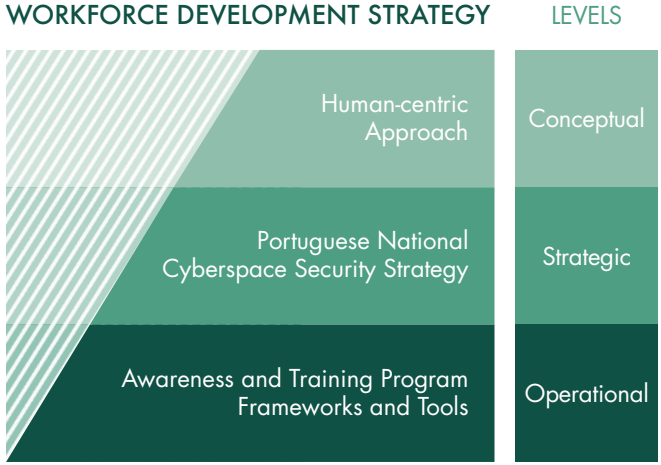 WORKFORCE DEVELOPMENT STRATEGY
LEVELS
Human-centric
Approach
Conceptual
Portuguese National
Cyberspace Security Strategy
Strategic
Awareness and Training Program
Frameworks and Tools
Operational